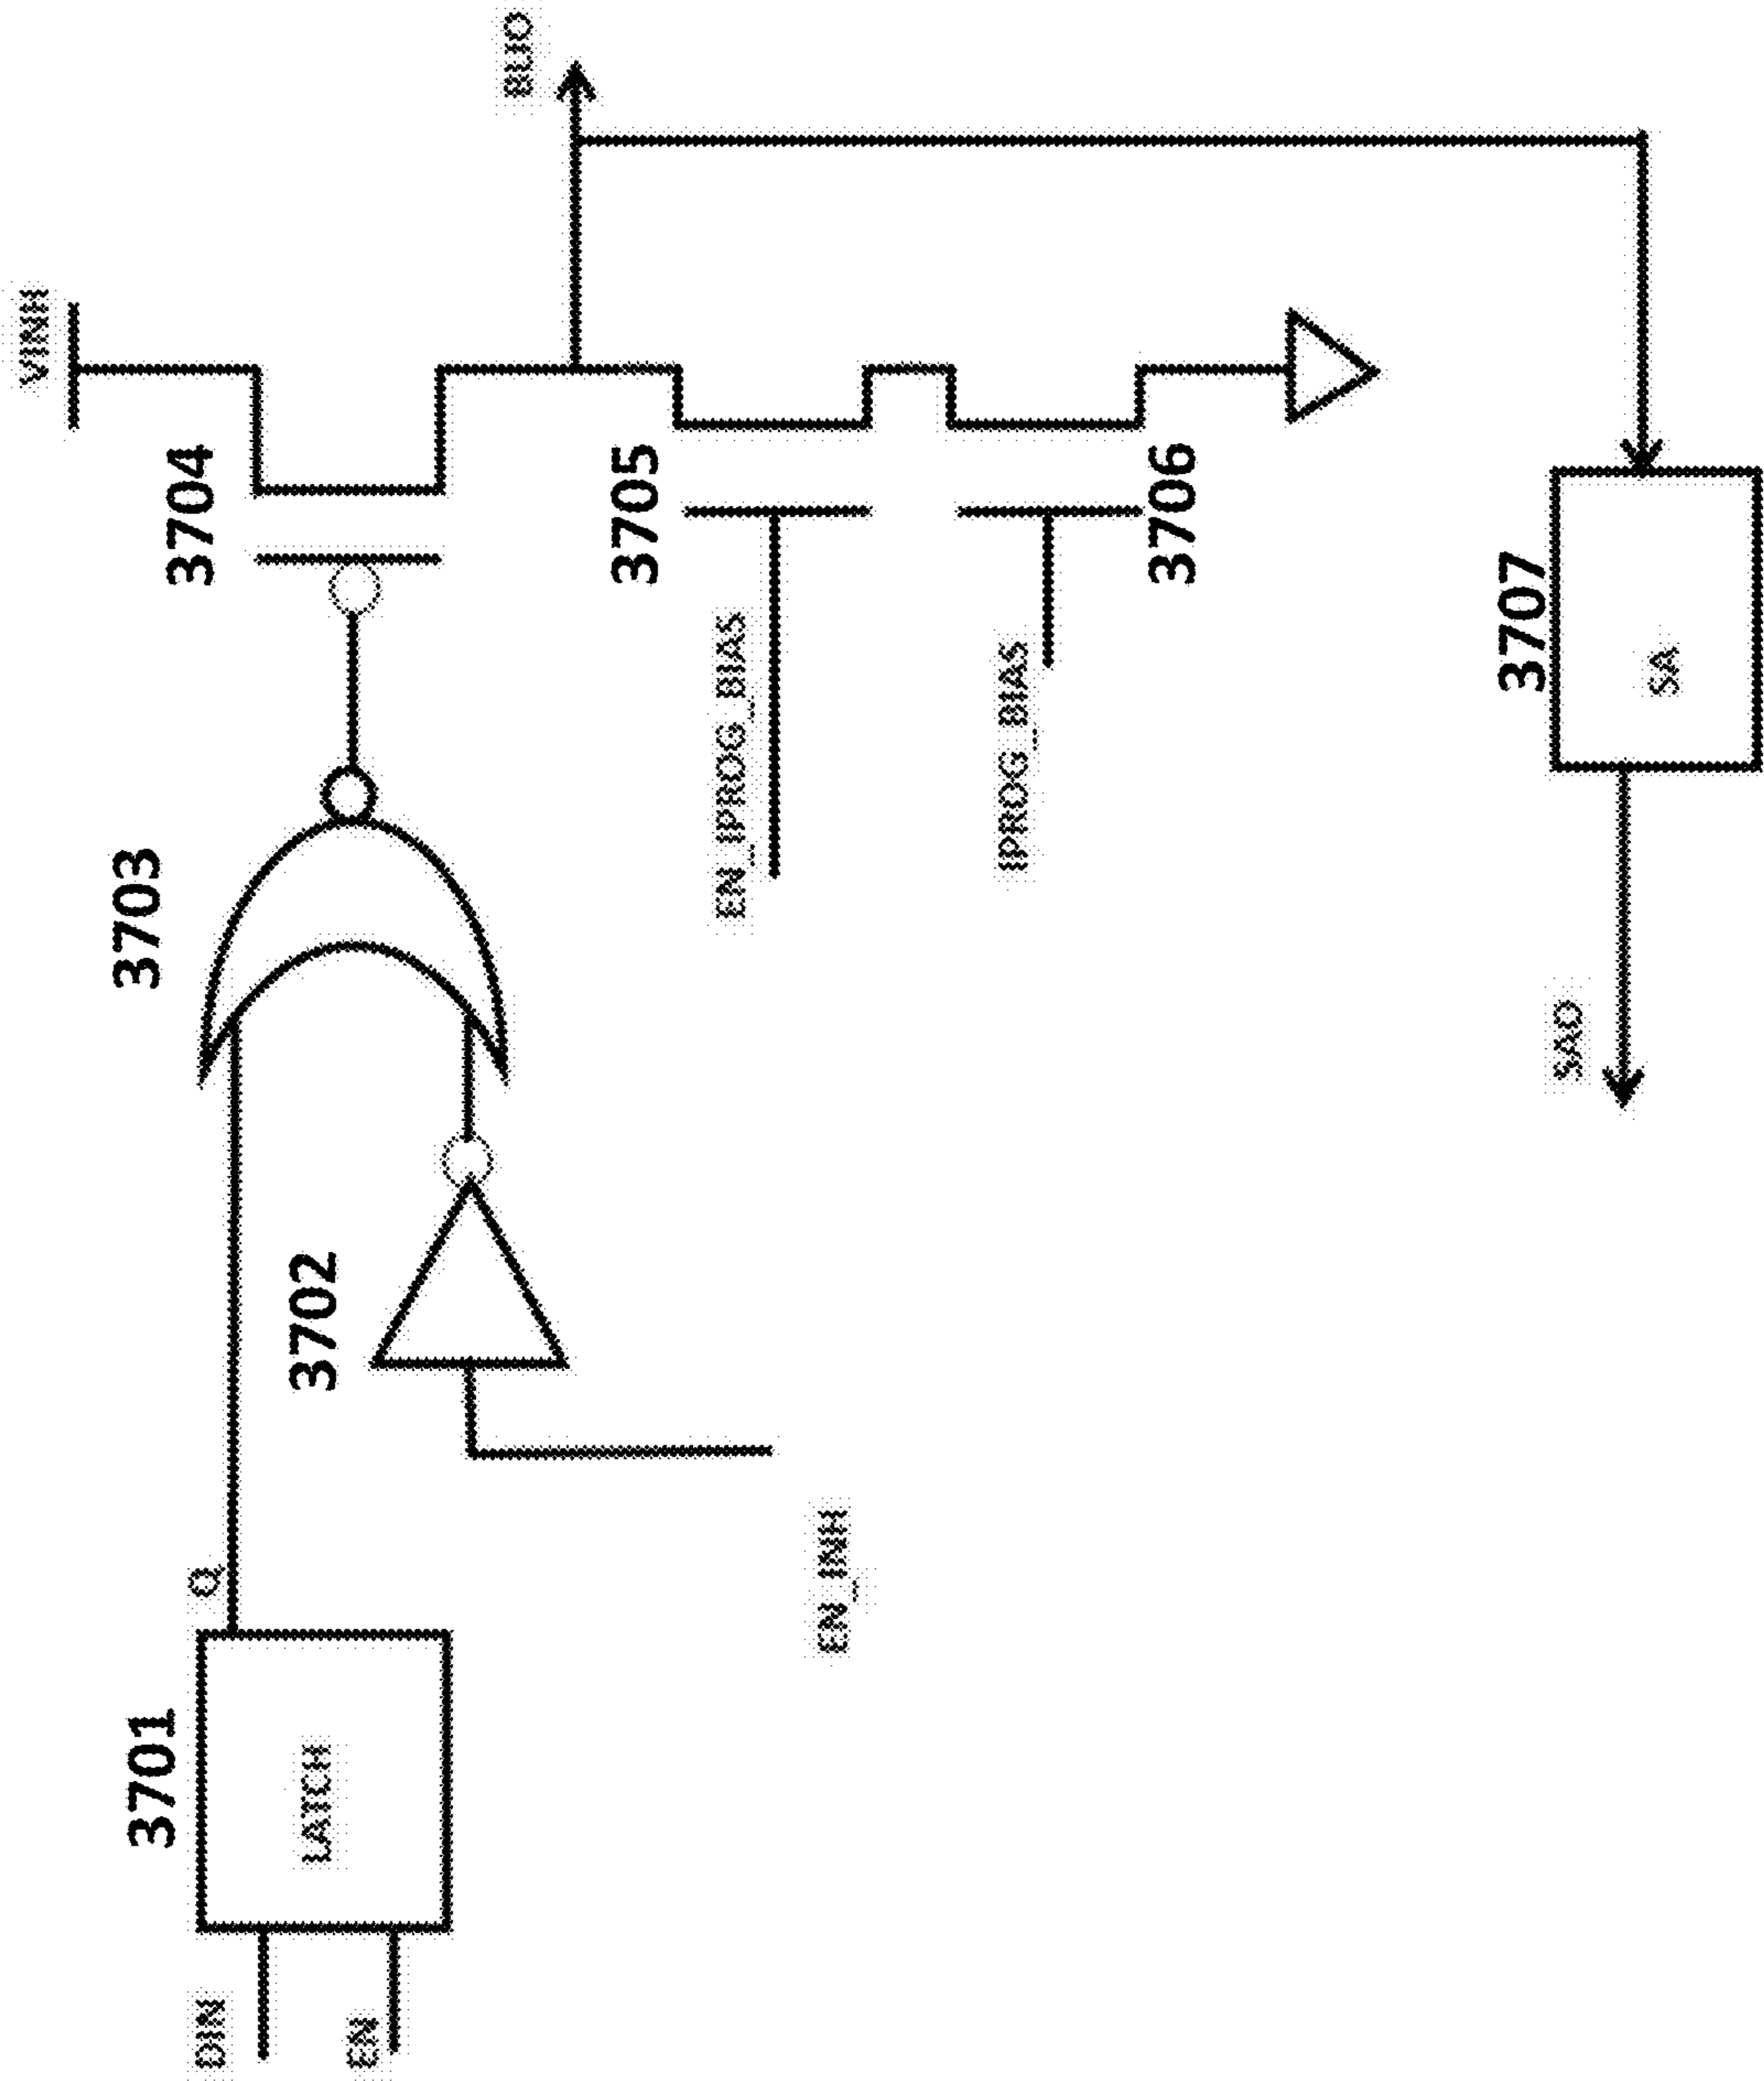 DIN
EN
3701
LATCH
Q
EN_INH
3702
3703
3704
VINH
BLIO
3705
EN_IPROG_BIAS
IPROG_BIAS
3706
3707
SA
SAO